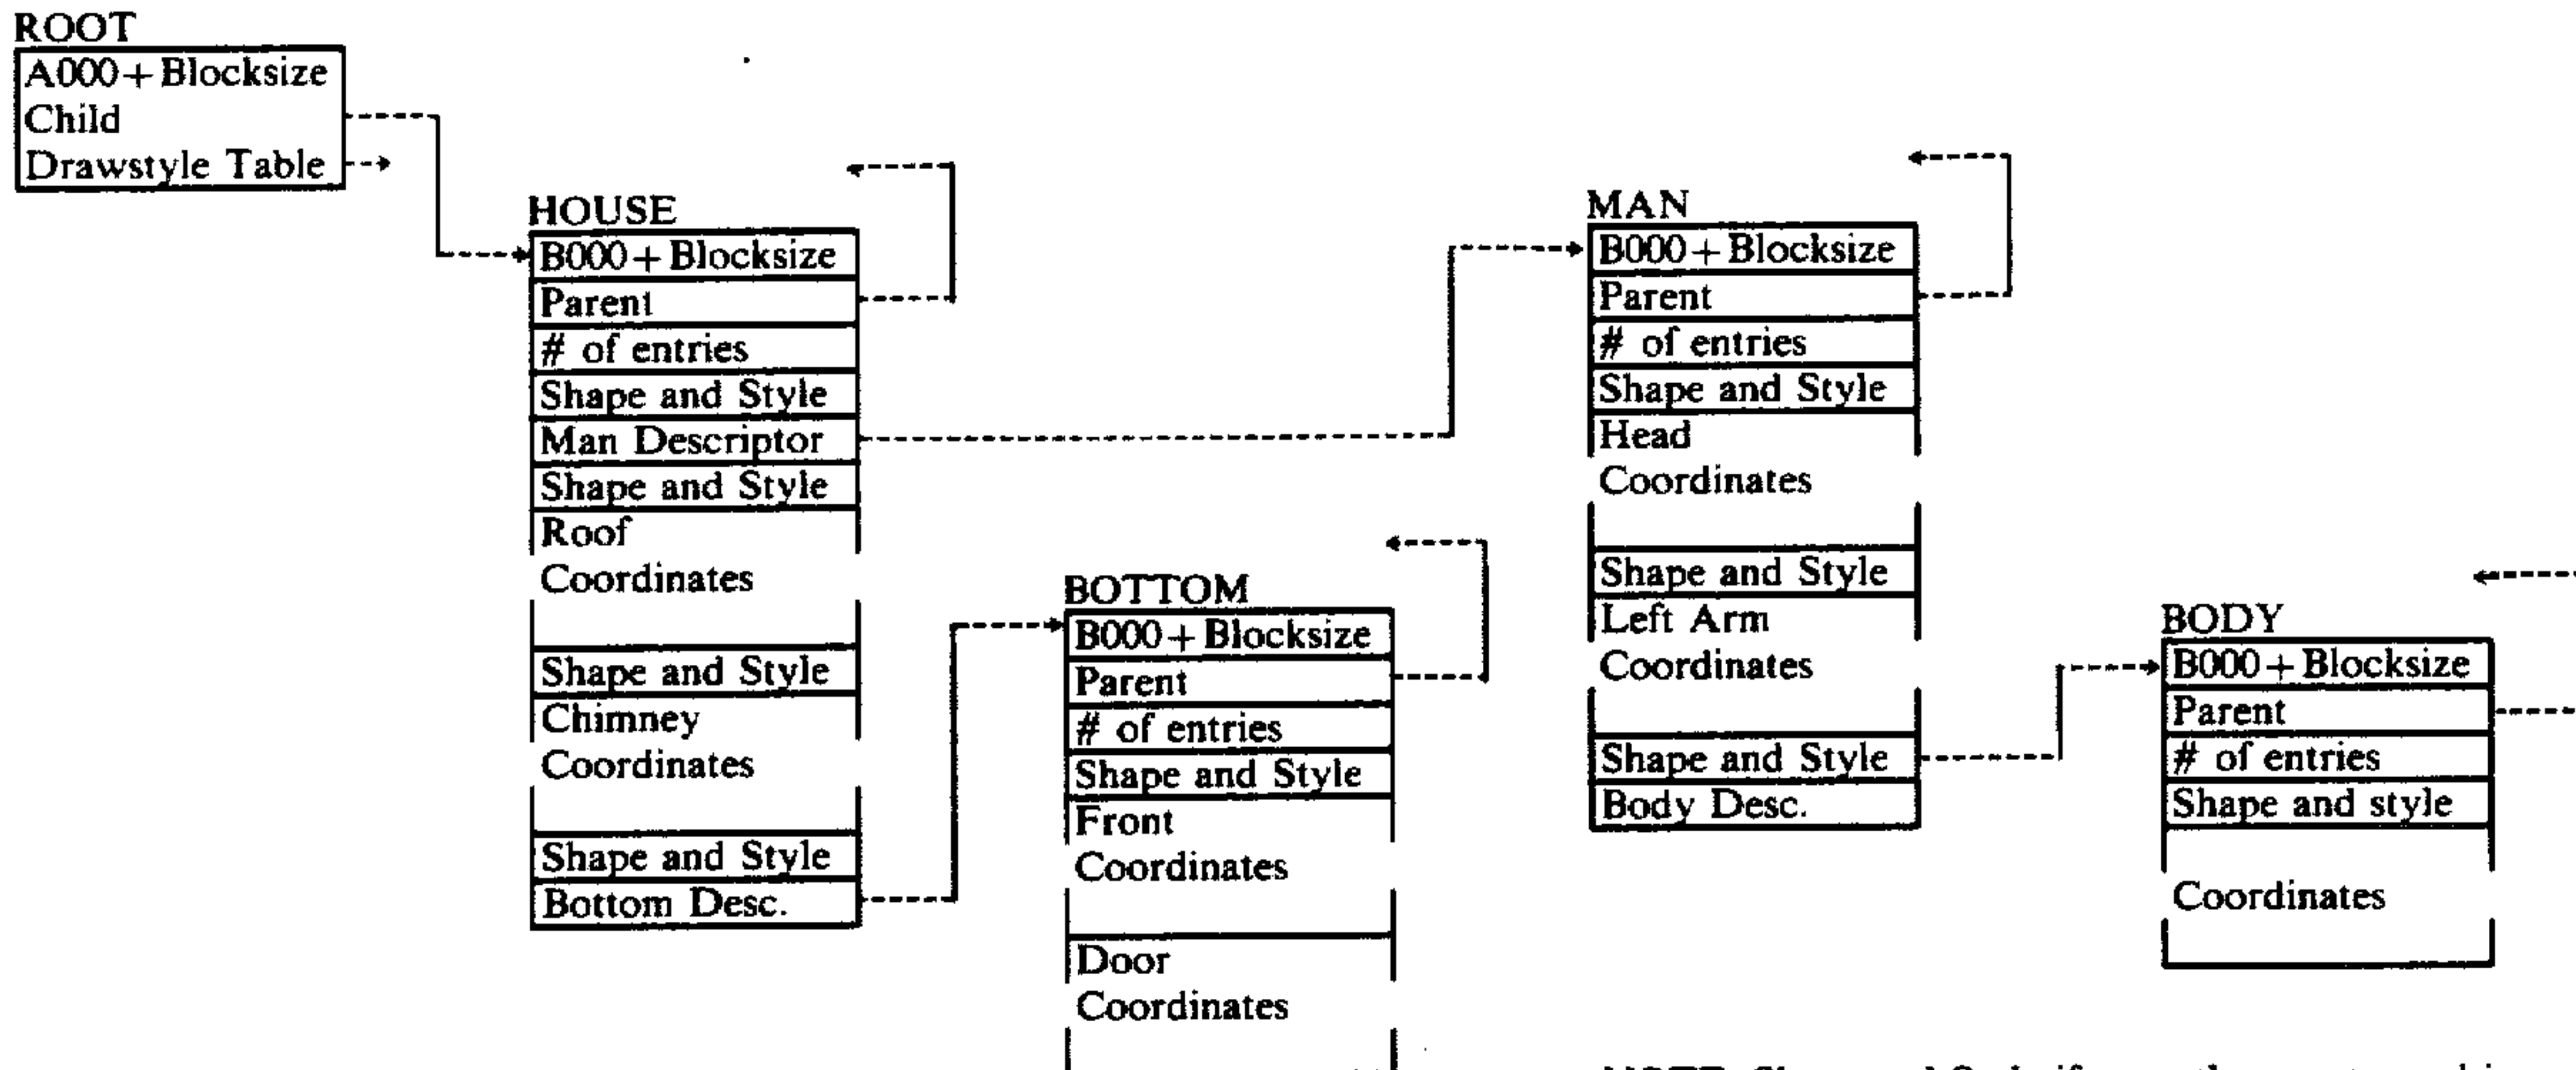 ROOT
A000+Blocksize
Child
Drawstyle Table
HOUSE
B000+Blocksize
Parent
# of entries
Shape and Style
Man Descriptor
Shape and Style
Roof
Coordinates
Shape and Style
Chimney
Coordinates
Shape and Style
Bottom Desc.
BOTTOM
B000+Blocksize
Parent
# of entries
Shape and Style
Front
Coordinates
Door
Coordinates
MAN
B000+Blocksize
Parent
# of entries
Shape and Style
Head
Coordinates
Shape and Style
Left Arm
Coordinates
Shape and Style
Body Desc.
BODY
B000+Blocksize
Parent
# of entries
Shape and style
Coordinates